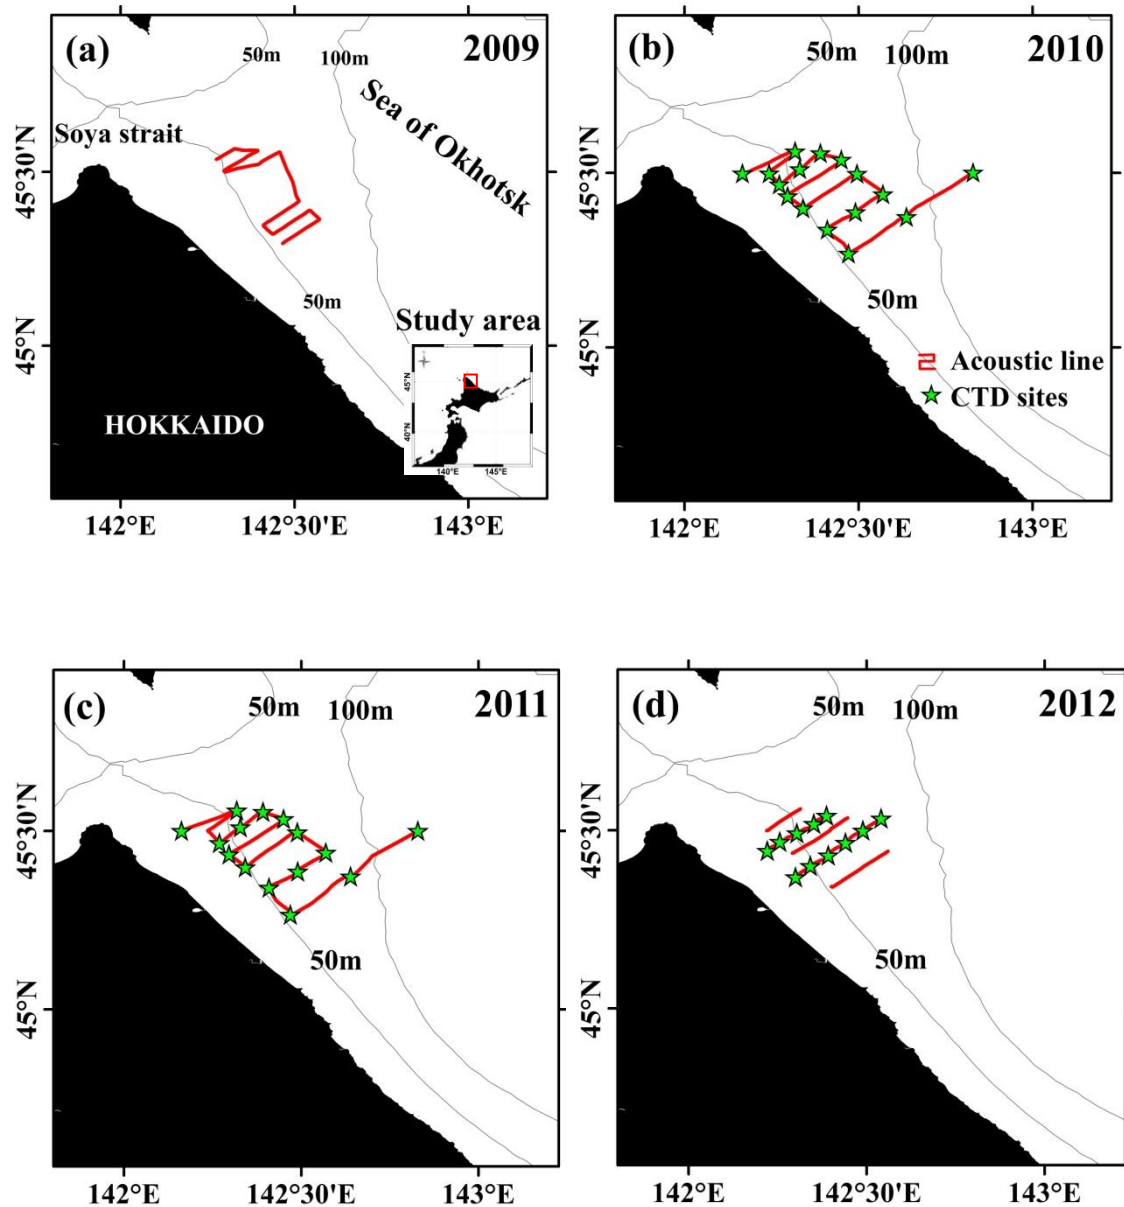 (a)
50m
100m
2009
Sea of Okhotsk
Soya strait
50m
Study area
HOKKAIDO
45°N
40°N
140°E
145°E
45°30'N
45°N
142°E
142°30'E
143°E
(b)
50m
100m
2010
50m
Acoustic line
CTD sites
45°30'N
45°N
142°E
142°30'E
143°E
(c)
50m
100m
2011
50m
45°30'N
45°N
142°E
142°30'E
143°E
(d)
50m
100m
2012
50m
45°30'N
45°N
142°E
142°30'E
143°E